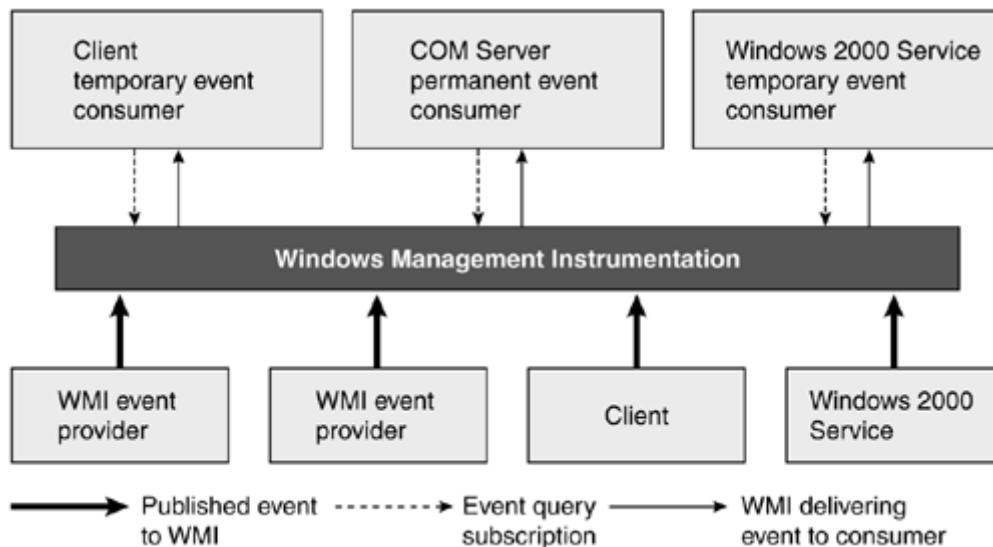 Client
temporary event
consumer
COM Server
permanent event
consumer
Windows 2000 Service
temporary event
consumer
Windows Management Instrumentation
WMI event
provider
WMI event
provider
Client
Windows 2000
Service
Published event
to WMI
Event query
subscription
WMI delivering
event to consumer